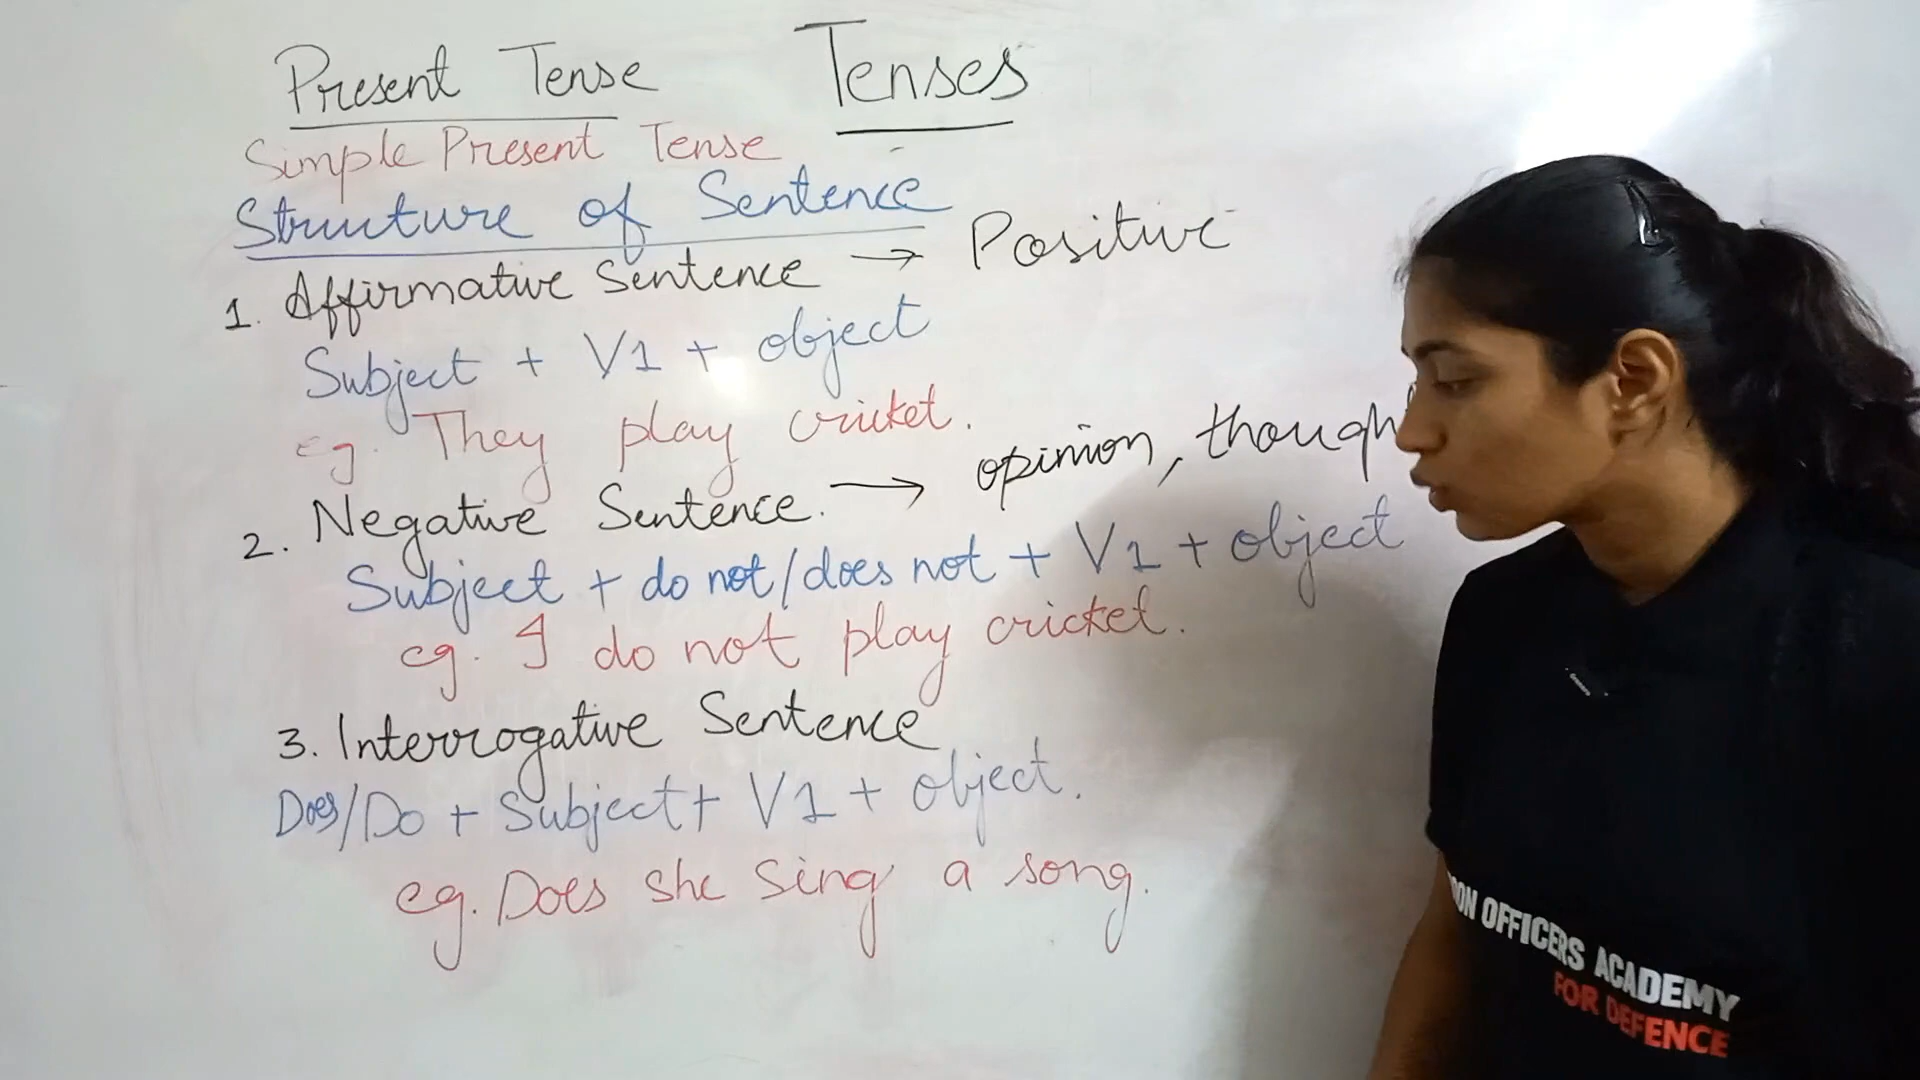 Present Tense Tenses
Simple Present Tense
Structure of Sentence
1. Affirmative Sentence → Positive
Subject + V1 + object
eg. They play cricket.
2. Negative Sentence. → opinion,
Subject + do not/does not + V1 + object
eg. I do not play cricket.
3. Interrogative Sentence
Does/Do + Subject + V1 + object.
eg. Does she sing a song.
OFFICERS ACADEMY
FOR DEFENCE